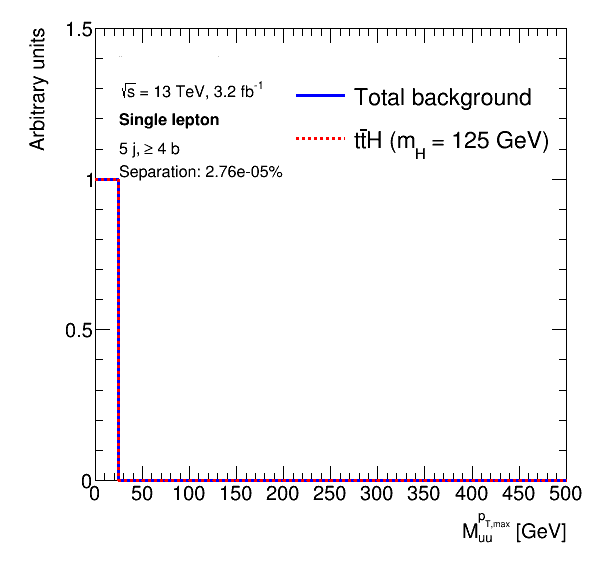 1.5
Arbitrary units
√s = 13 TeV, 3.2 fb⁻¹
Total background
Single lepton
tt̄H (m_H = 125 GeV)
5 j, ≥ 4 b
Separation: 2.76e-05%
1
0.5
0
0 50 100 150 200 250 300 350 400 450 500
M_uu^p_T,max [GeV]